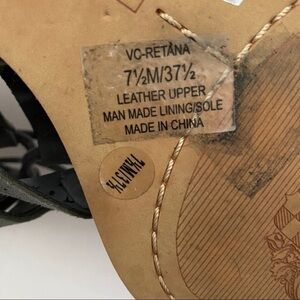 VC-RETANA
7½M/37½
LEATHER UPPER
MAN MADE LINING/SOLE
MADE IN CHINA